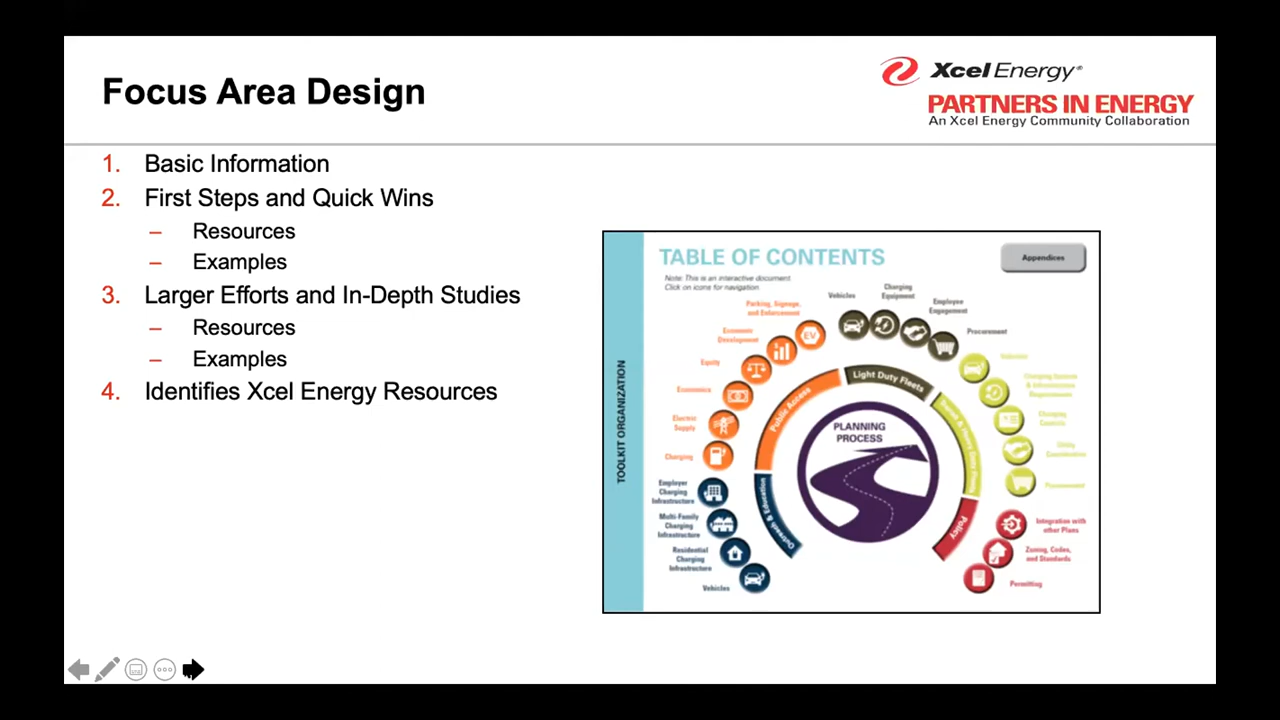 Focus Area Design
Xcel Energy®
PARTNERS IN ENERGY
An Xcel Energy Community Collaboration
1. Basic Information
2. First Steps and Quick Wins
– Resources
– Examples
3. Larger Efforts and In-Depth Studies
– Resources
– Examples
4. Identifies Xcel Energy Resources
TOOLKIT ORGANIZATION
TABLE OF CONTENTS
Note: This is an interactive document.
Click on icons for navigation.
Appendices
Vehicles
Charging
Equipment
Employee
Engagement
Procurement
Parking, Signage,
and Enforcement
Economic
Development
Equity
Economics
Electric
Supply
Charging
EV
Public Access
Light Duty Fleets
PLANNING
PROCESS
Vehicles
Charging
Utility
Procurement
Employer
Charging
Infrastructure
Multi-Family
Charging
Infrastructure
Residential
Charging
Infrastructure
Vehicles
Outreach & Education
Policy
Integration with
other Plans
Zoning, Codes,
and Standards
Permitting